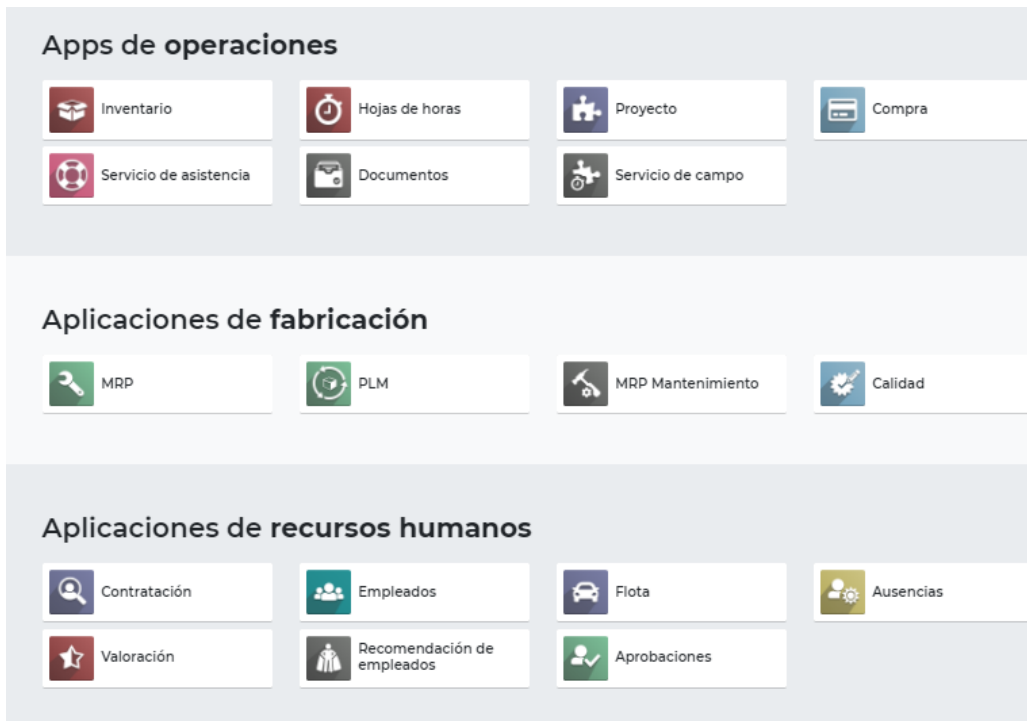 Apps de operaciones
Inventario
Hojas de horas
Proyecto
Compra
Servicio de asistencia
Documentos
Servicio de campo
Aplicaciones de fabricación
MRP
PLM
MRP Mantenimiento
Calidad
Aplicaciones de recursos humanos
Contratación
Empleados
Flota
Ausencias
Valoración
Recomendación de
empleados
Aprobaciones